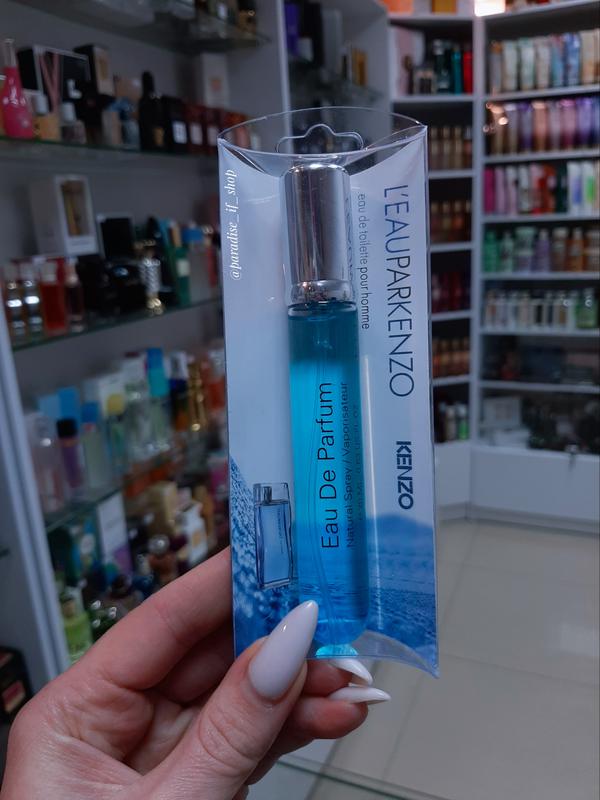 @paradise_if_shop
L'EAUPARKENZO
eau de toilette pour homme
KENZO
Eau De Parfum
Natural Spray / Vaporisateur